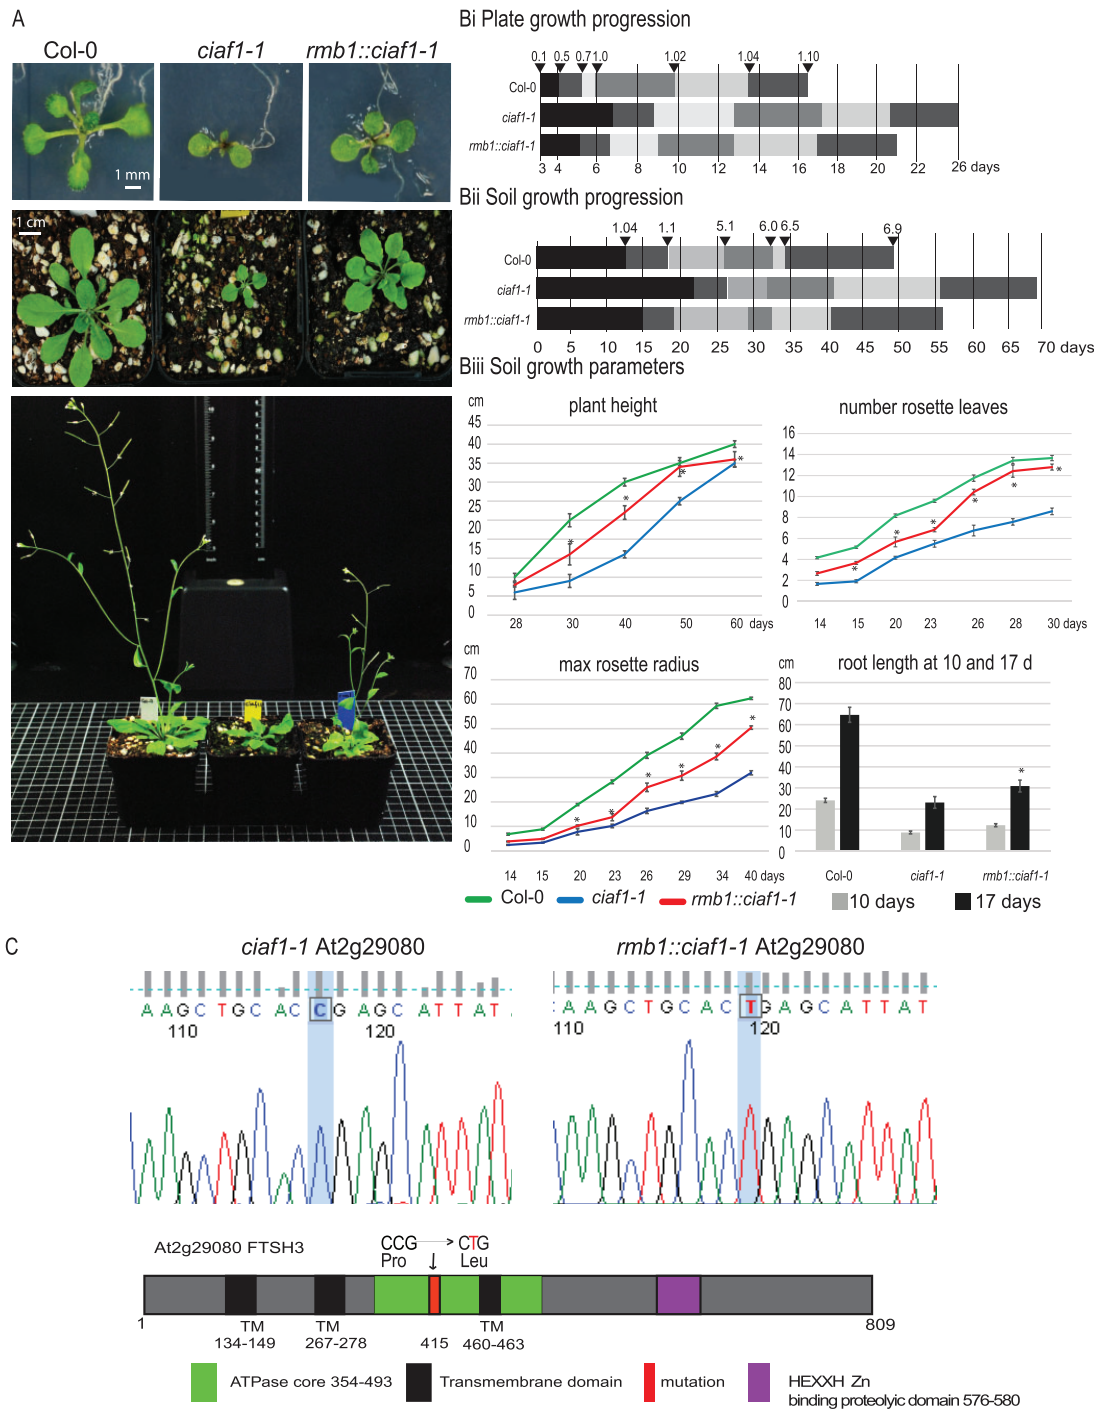 A
Col-0 ciaf1-1 rmb1::ciaf1-1
1 mm
1 cm
Bi Plate growth progression
0.1 0.5 0.7 1.0 1.02 1.04 1.10
Col-0
ciaf1-1
rmb1::ciaf1-1
3 4 6 8 10 12 14 16 18 20 22 26 days
Bii Soil growth progression
1.04 1.1 5.1 6.0 6.5 6.9
Col-0
ciaf1-1
rmb1::ciaf1-1
0 5 10 15 20 25 30 35 40 45 50 55 60 65 70 days
Biii Soil growth parameters
cm
plant height
45
40
35
30
25
20
15
10
5
0
* * * *
28 30 40 50 60 days
number rosette leaves
16
14
12
10
8
6
4
2
0
* * * * * *
14 15 20 23 26 28 30 days
cm
max rosette radius
70
60
50
40
30
20
10
0
* * * * * *
14 15 20 23 26 29 34 40 days
cm
root length at 10 and 17 d
80
70
60
50
40
30
20
10
0
*
Col-0 ciaf1-1 rmb1::ciaf1-1
Col-0 ciaf1-1 rmb1::ciaf1-1
10 days 17 days
C
ciaf1-1 At2g29080
A A G C T G C A C C G A G C A T T A T
110 120
rmb1::ciaf1-1 At2g29080
: A A G C T G C A C T G A G C A T T A T
110 120
At2g29080 FTSH3
CCG CTG
Pro Leu
1 809
TM TM TM
134-149 267-278 415 460-463
ATPase core 354-493
Transmembrane domain
mutation
HEXXH Zn
binding proteolyic domain 576-580